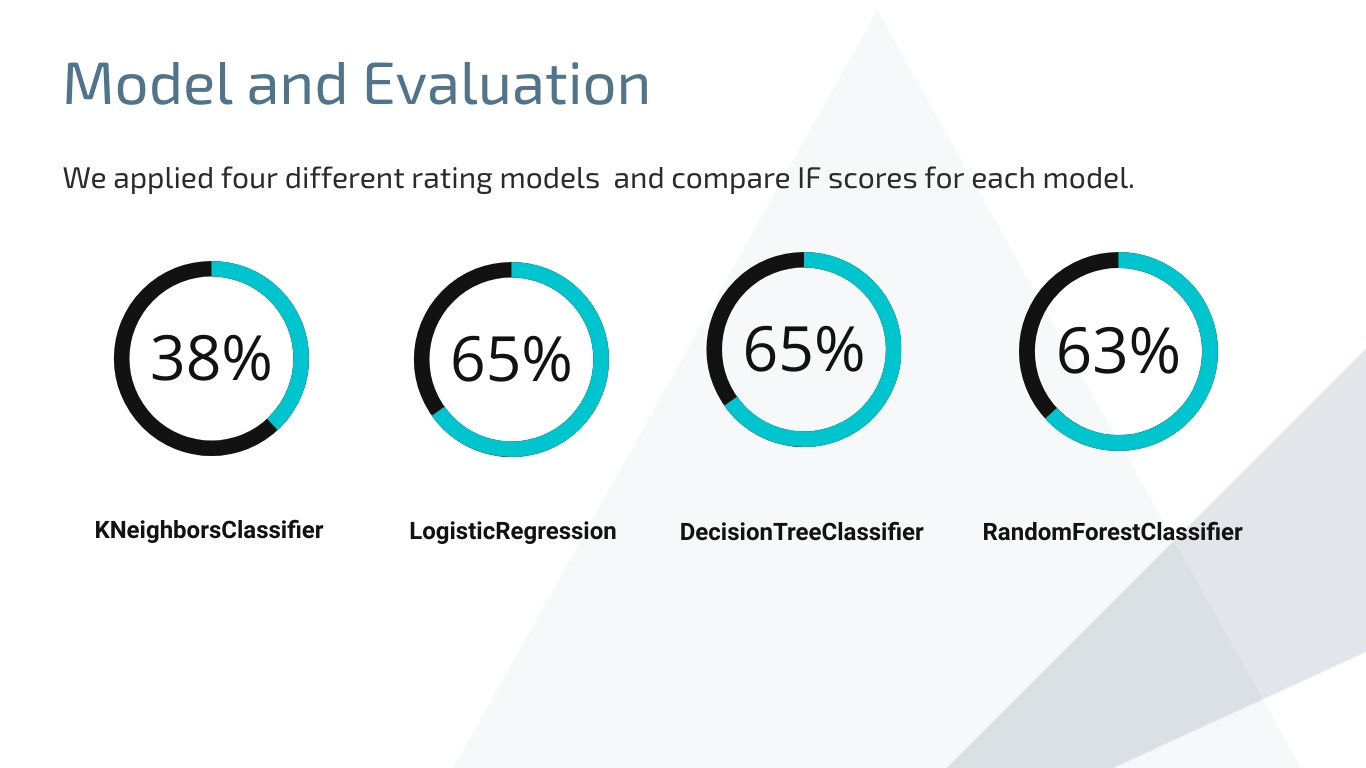 Model and Evaluation
We applied four different rating models  and compare IF scores for each model.
38% 65% 65% 63%
KNeighborsClassifier LogisticRegression DecisionTreeClassifier RandomForestClassifier